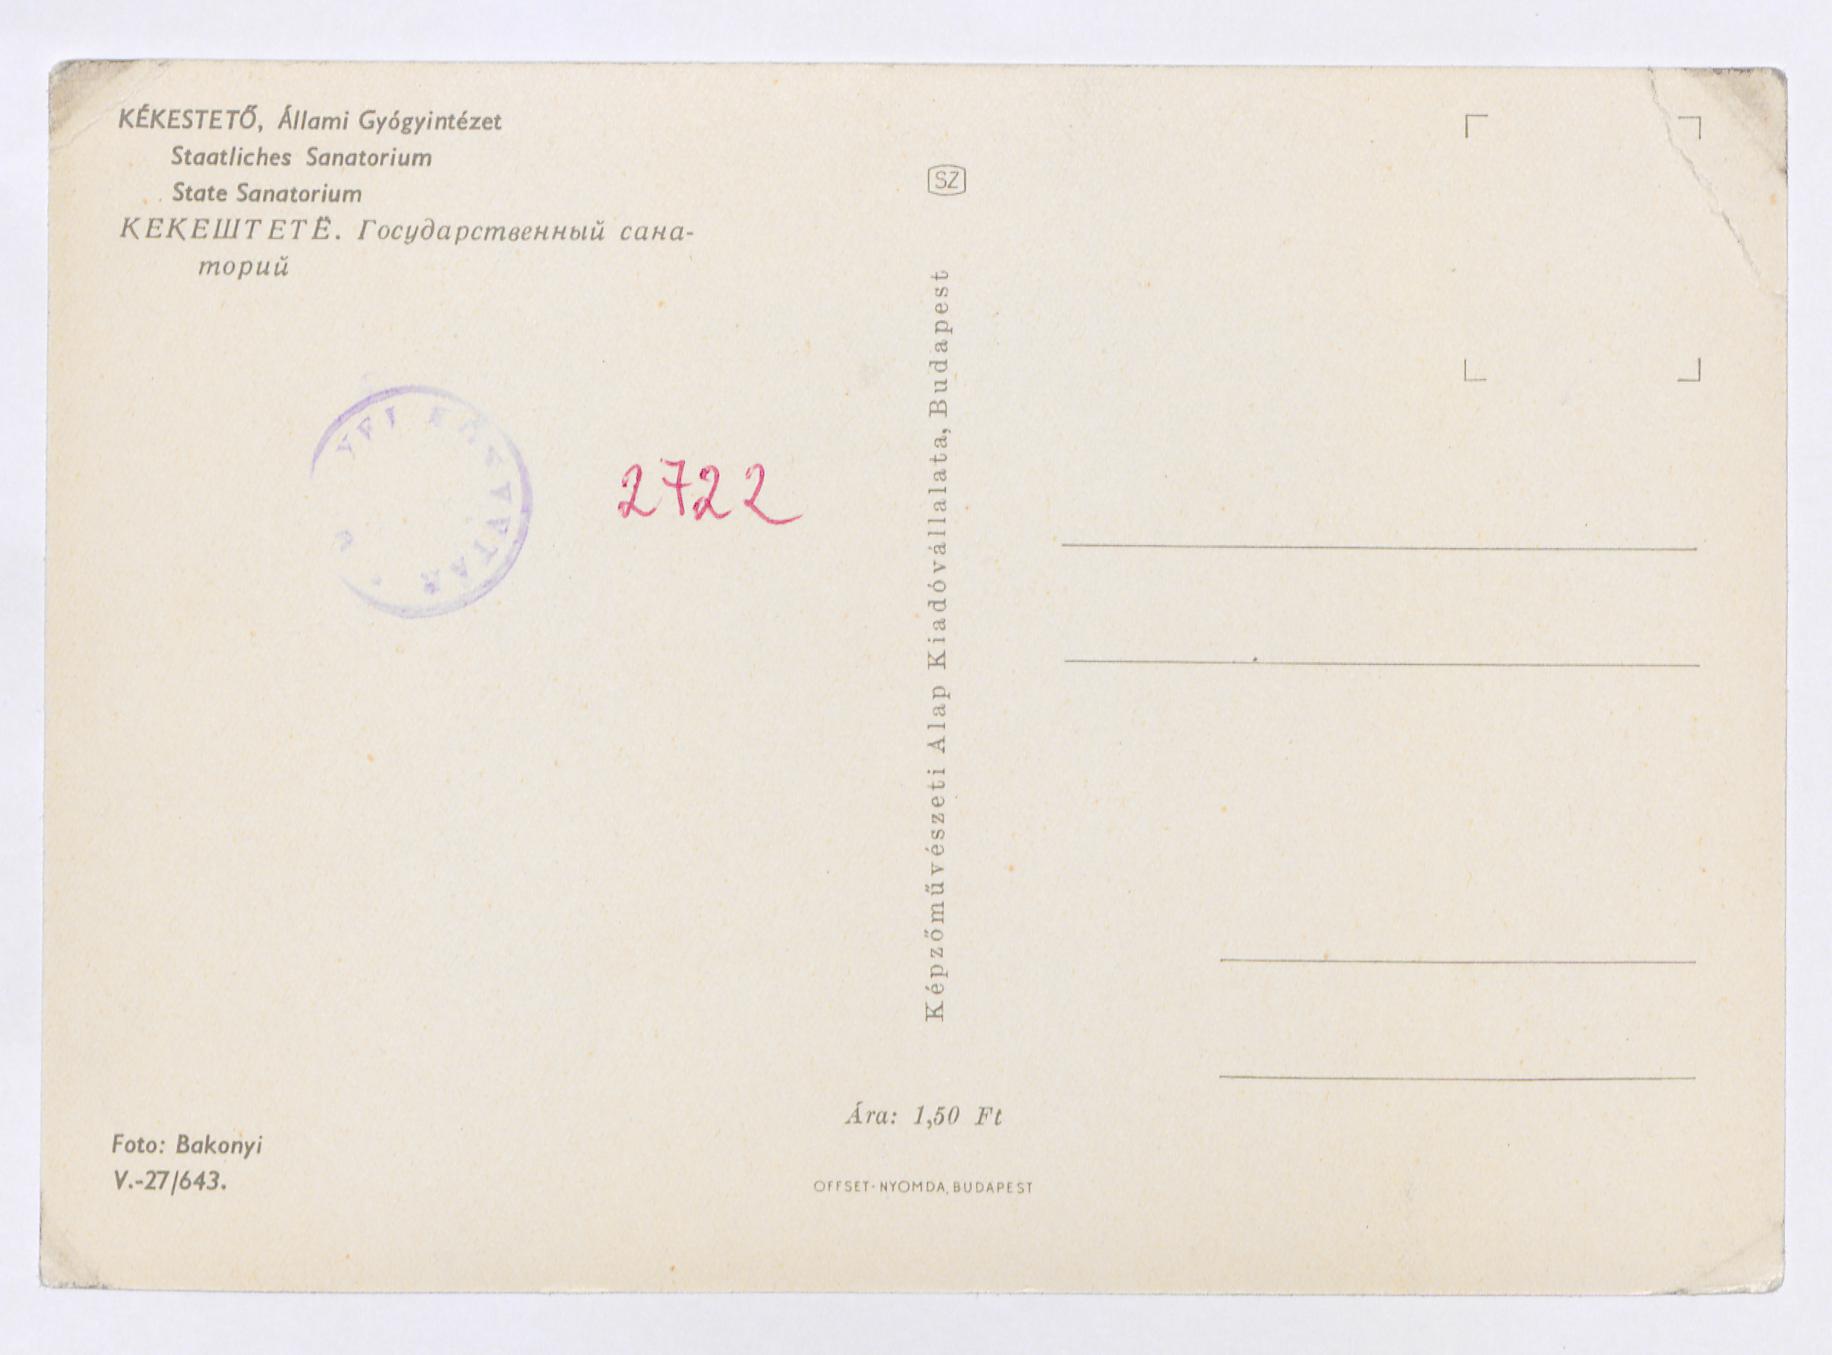 KÉKESTETŐ, Állami Gyógyintézet
Staatliches Sanatorium
State Sanatorium
КЕКЕШТЕТЁ. Государственный сана-
торий
SZ
2722
Képzőművészeti Alap Kiadóvállalata, Budapest
Ára: 1,50 Ft
Foto: Bakonyi
V.-27/643.
OFFSET-NYOMDA, BUDAPEST